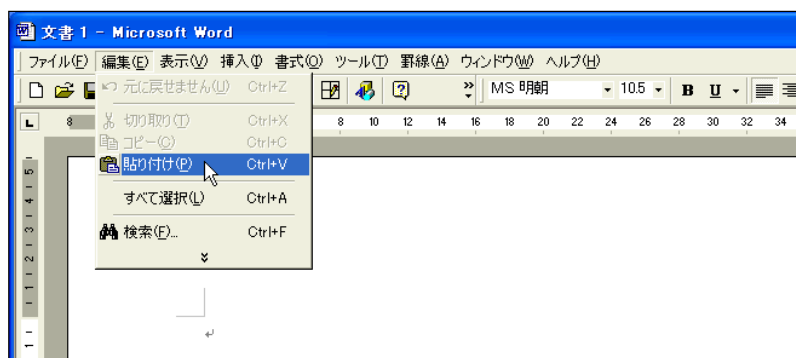 文書 1 - Microsoft Word
ファイル(F) 編集(E) 表示(V) 挿入(I) 書式(O) ツール(T) 罫線(A) ウィンドウ(W) ヘルプ(H)
MS 明朝 10.5 B U
元に戻せません(U) Ctrl+Z
切り取り(T) Ctrl+X
コピー(C) Ctrl+C
貼り付け(P) Ctrl+V
すべて選択(L) Ctrl+A
検索(F)... Ctrl+F
8 8 10 12 14 16 18 20 22 24 26 28 30 32 34